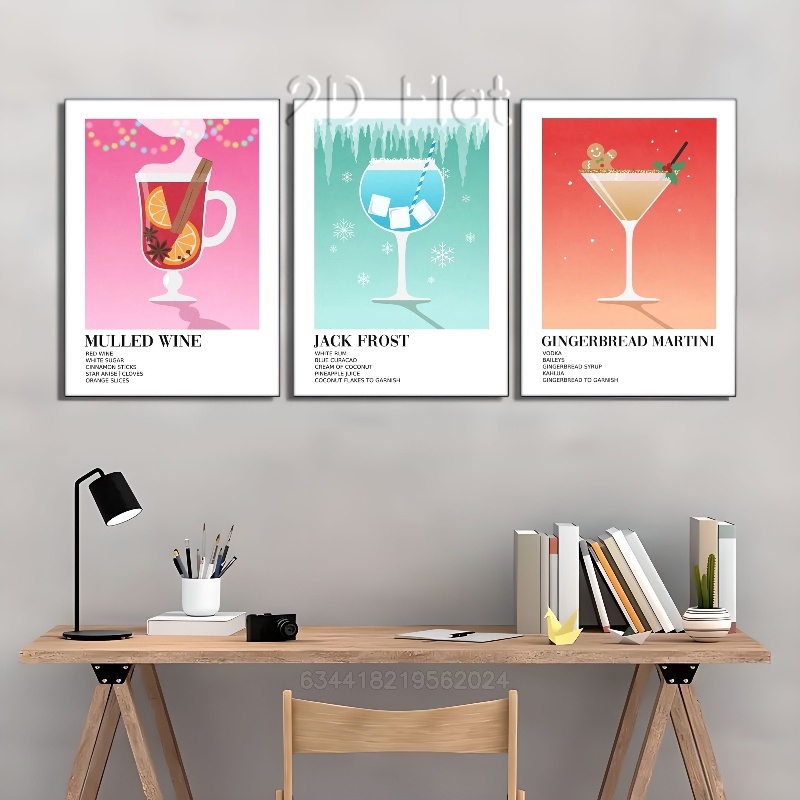 2D Flat
MULLED WINE
RED WINE
WHITE SUGAR
CINNAMON STICKS
STAR ANISE | CLOVES
ORANGE SLICES
JACK FROST
WHITE RUM
BLUE CURACAO
CREAM OF COCONUT
PINEAPPLE JUICE
COCONUT FLAKES TO GARNISH
GINGERBREAD MARTINI
VODKA
BAILEYS
GINGERBREAD SYRUP
KAHLUA
GINGERBREAD TO GARNISH
634418219562024